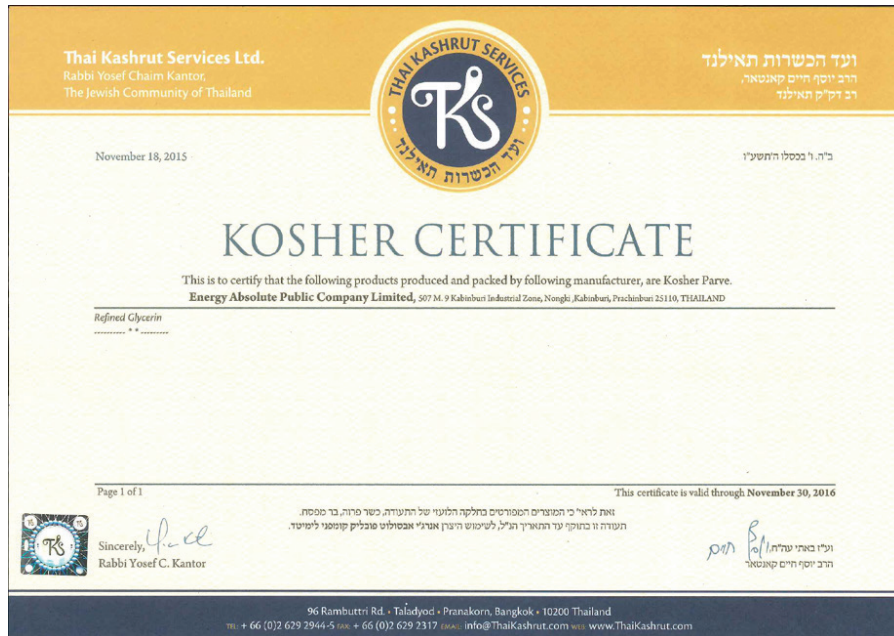 Thai Kashrut Services Ltd.
Rabbi Yosef Chaim Kantor,
The Jewish Community of Thailand
THAI KASHRUT SERVICES
TKS
ועד הכשרות תאילנד
ועד הכשרות תאילנד
הרב יוסף חיים קאנטאר,
רב דק"ק תאילנד
November 18, 2015
ב"ה. ו' בכסלו ה'תשע"ו
KOSHER CERTIFICATE
This is to certify that the following products produced and packed by following manufacturer, are Kosher Parve.
Energy Absolute Public Company Limited, 507 M. 9 Kabinburi Industrial Zone, Nongki ,Kabinburi, Prachinburi 25110, THAILAND
Refined Glycerin
---------- * * ---------
Page 1 of 1
This certificate is valid through November 30, 2016
זאת לראי' כי המוצרים המפורטים בחלקה הלועזי של התעודה, כשר פרוה, בר מפסח.
תעודה זו בתוקף עד התאריך הנ"ל, לשימוש היצרן אנרג'י אבסולוט פובליק קומפני לימיטד.
TKS
Sincerely,
Rabbi Yosef C. Kantor
וע"ז באתי עה"ח,
הרב יוסף חיים קאנטאר
96 Rambuttri Rd. • Taladyod • Pranakorn, Bangkok • 10200 Thailand
TEL: + 66 (0)2 629 2944-5 FAX: + 66 (0)2 629 2317 EMAIL: info@ThaiKashrut.com WEB: www.ThaiKashrut.com